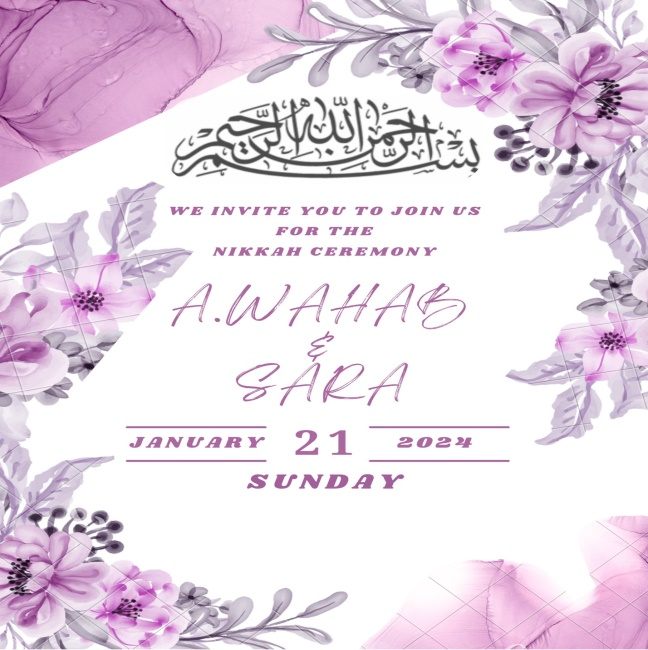 بسم الله الرحمن الرحيم
WE INVITE YOU TO JOIN US
FOR THE
NIKKAH CEREMONY
A.WAHAB
&
SARA
JANUARY 21 2024
SUNDAY